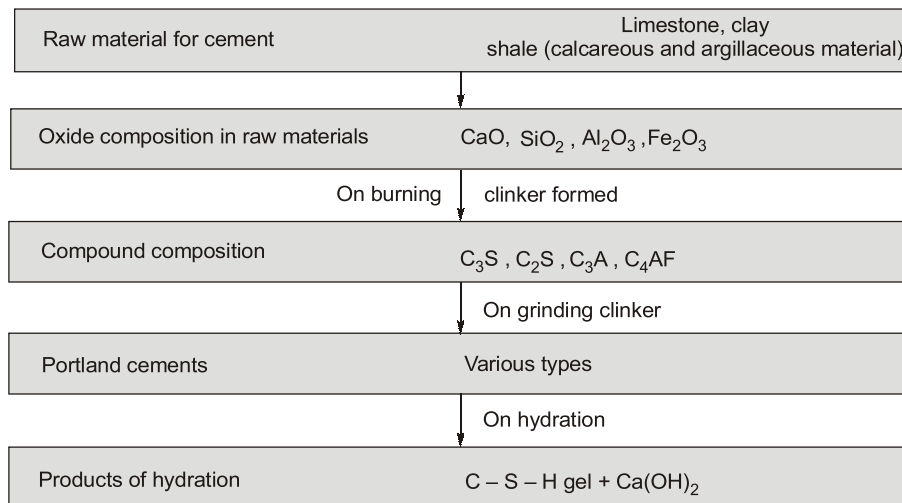 Raw material for cement
Limestone, clay
shale (calcareous and argillaceous material)
Oxide composition in raw materials
CaO, SiO₂ , Al₂O₃ ,Fe₂O₃
On burning
clinker formed
Compound composition
C₃S , C₂S , C₃A , C₄AF
On grinding clinker
Portland cements
Various types
On hydration
Products of hydration
C – S – H gel + Ca(OH)₂